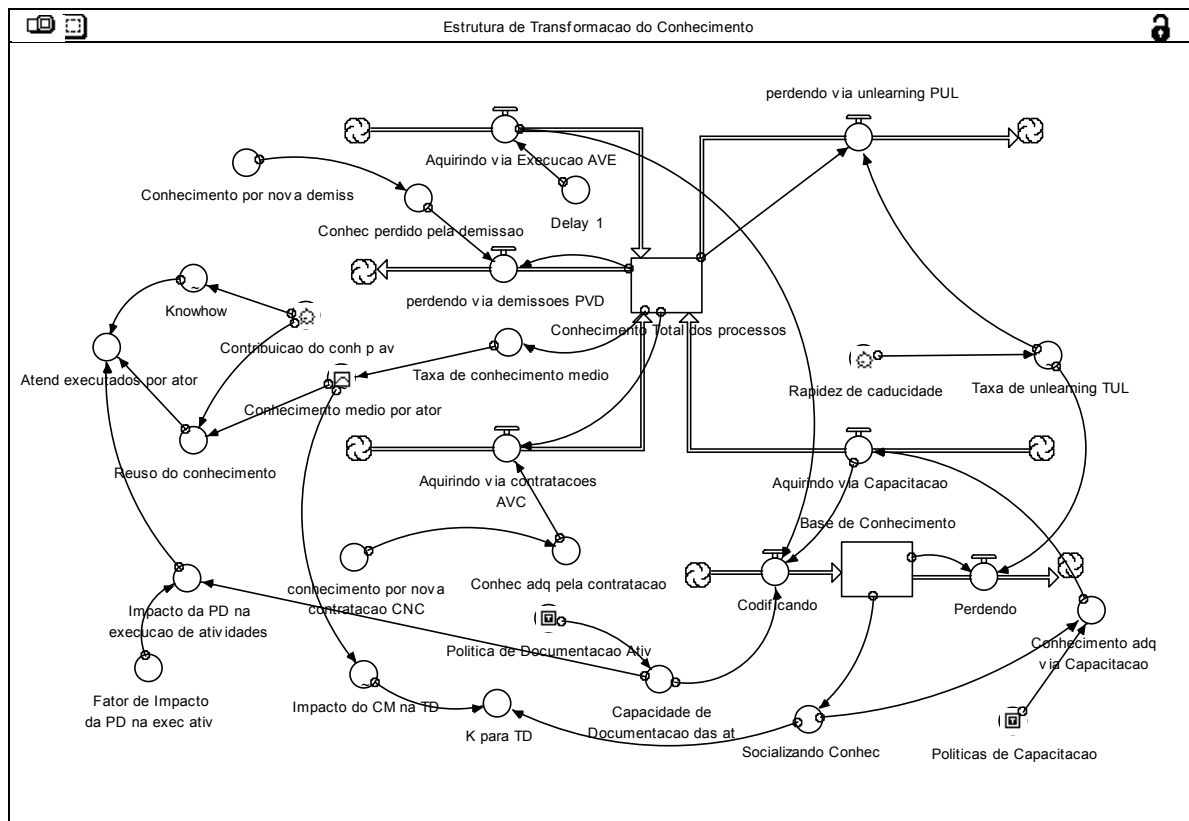 Estrutura de Transformacao do Conhecimento
perdendo via unlearning PUL
Aquirindo via Execucao AVE
Conhecimento por nova demiss
Delay 1
Conhec perdido pela demissao
perdendo via demissoes PVD
Knowhow
Conhecimento Total dos processos
Contribuicao do conh p av
Atend executados por ator
Taxa de conhecimento medio
Rapidez de caducidade
Taxa de unlearning TUL
Conhecimento medio por ator
Reuso do conhecimento
Aquirindo via contratacoes
AVC
Aquirindo via Capacitacao
Base de Conhecimento
conhecimento por nova
contratacao CNC
Conhec adq pela contratacao
Codificando
Perdendo
Impacto da PD na
execucao de atividades
Politica de Documentacao Ativ
Conhecimento adq
via Capacitacao
Fator de Impacto
da PD na exec ativ
Impacto do CM na TD
K para TD
Capacidade de
Documentacao das at
Socializando Conhec
Politicas de Capacitacao